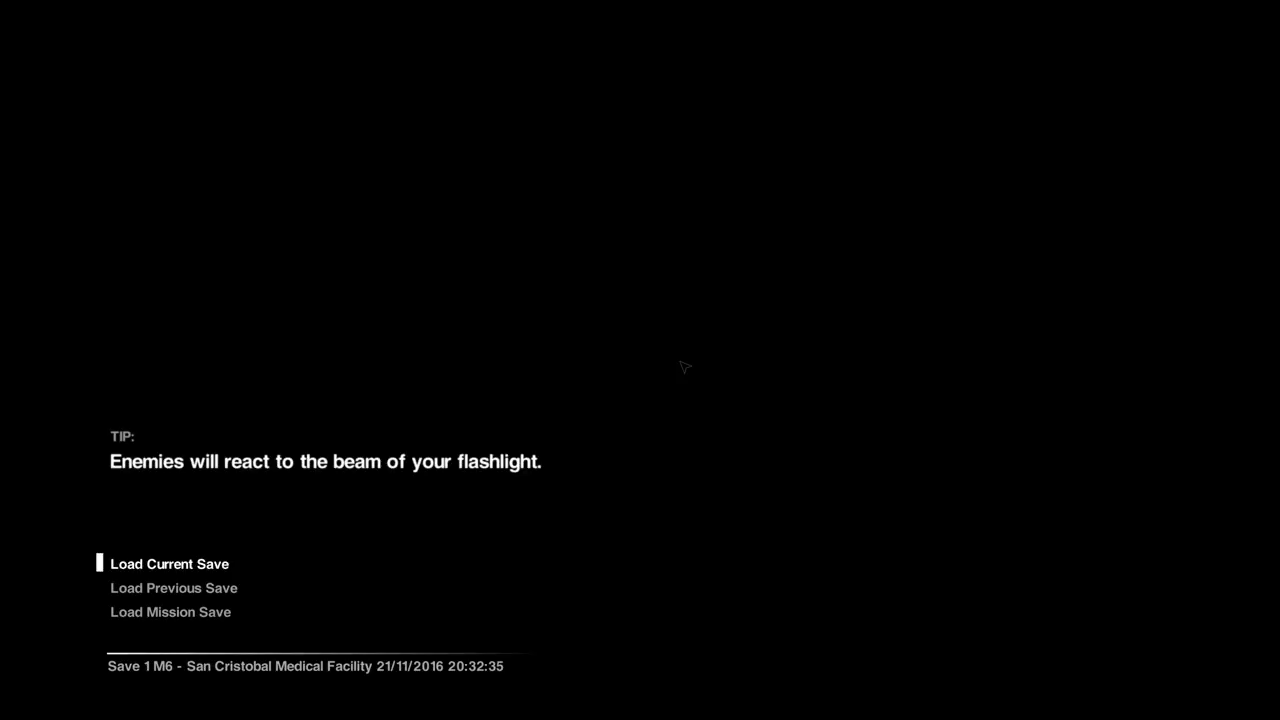 TIP:
Enemies will react to the beam of your flashlight.
Load Current Save
Load Previous Save
Load Mission Save
Save 1 M6 - San Cristobal Medical Facility 21/11/2016 20:32:35